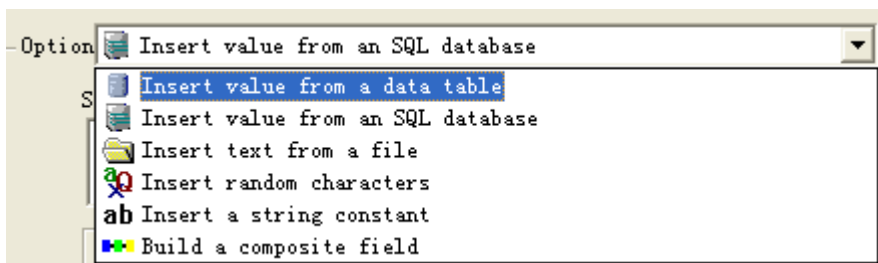 Option
Insert value from an SQL database
Insert value from a data table
S
Insert value from an SQL database
Insert text from a file
Insert random characters
ab Insert a string constant
Build a composite field